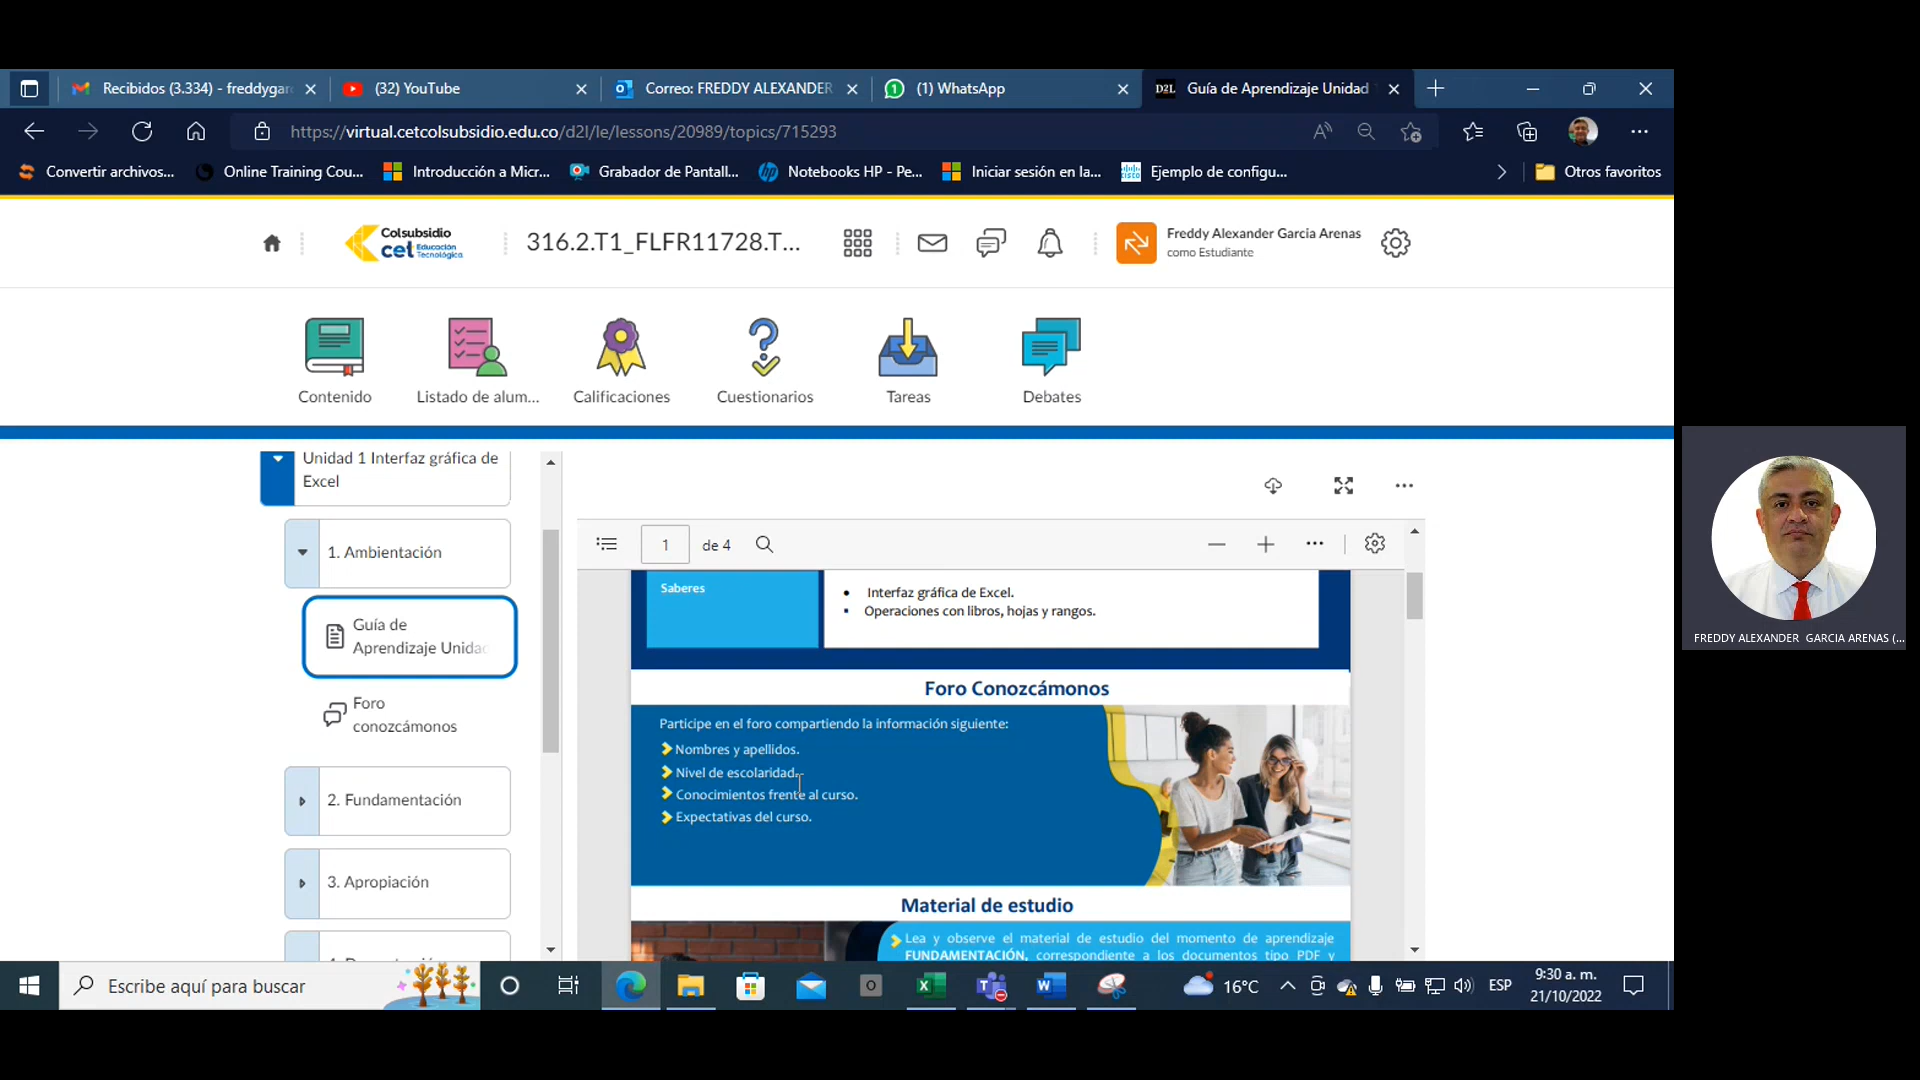 Recibidos (3.334) - freddygar
(32) YouTube
Correo: FREDDY ALEXANDER
(1) WhatsApp
D2L Guía de Aprendizaje Unidad
https://virtual.cetcolsubsidio.edu.co/d2l/le/lessons/20989/topics/715293
Convertir archivos...
Online Training Cou...
Introducción a Micr...
Grabador de Pantall...
Notebooks HP - Pe...
Iniciar sesión en la...
Ejemplo de configu...
Otros favoritos
Colsubsidio
cet Educación
Tecnológica
316.2.T1_FLFR11728.T...
Freddy Alexander Garcia Arenas
como Estudiante
Contenido
Listado de alum...
Calificaciones
Cuestionarios
Tareas
Debates
Unidad 1 Interfaz gráfica de
Excel
1. Ambientación
Guía de
Aprendizaje Unidad
Foro
conozcámonos
2. Fundamentación
3. Apropiación
1 de 4
Saberes
• Interfaz gráfica de Excel.
▪ Operaciones con libros, hojas y rangos.
Foro Conozcámonos
Participe en el foro compartiendo la información siguiente:
Nombres y apellidos.
Nivel de escolaridad.
Conocimientos frente al curso.
Expectativas del curso.
Material de estudio
Lea y observe el material de estudio del momento de aprendizaje
FUNDAMENTACIÓN, correspondiente a los documentos tipo PDF y
FREDDY ALEXANDER GARCIA ARENAS (...
Escribe aquí para buscar
16°C
ESP
9:30 a. m.
21/10/2022